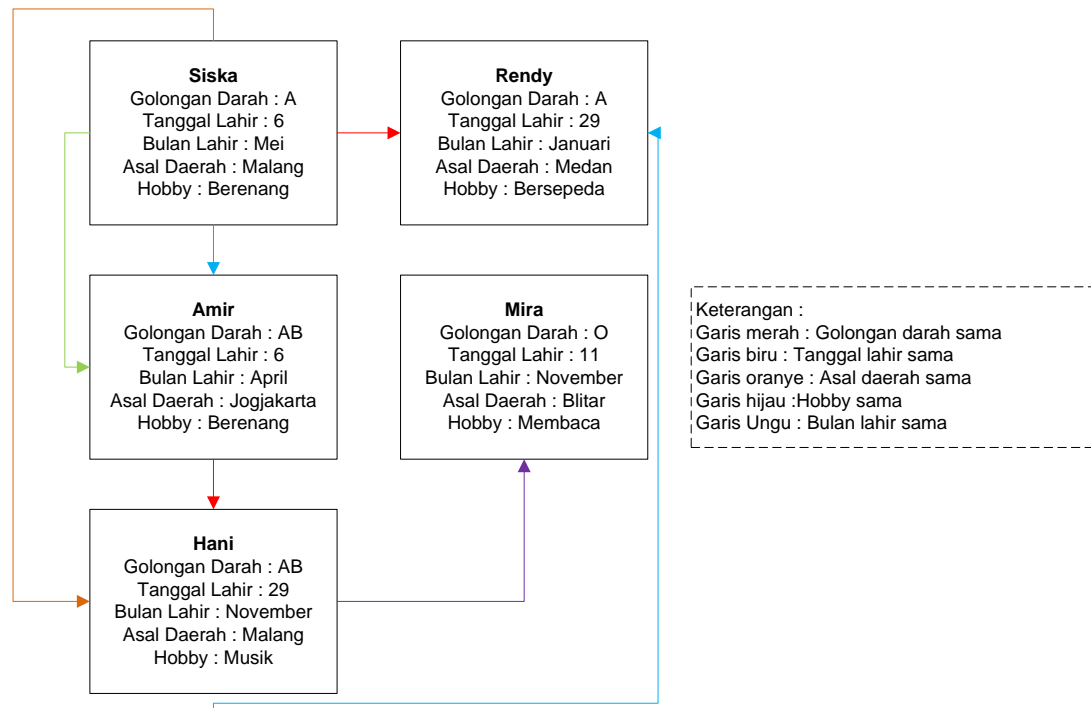 Siska
Golongan Darah : A
Tanggal Lahir : 6
Bulan Lahir : Mei
Asal Daerah : Malang
Hobby : Berenang
Rendy
Golongan Darah : A
Tanggal Lahir : 29
Bulan Lahir : Januari
Asal Daerah : Medan
Hobby : Bersepeda
Amir
Golongan Darah : AB
Tanggal Lahir : 6
Bulan Lahir : April
Asal Daerah : Jogjakarta
Hobby : Berenang
Mira
Golongan Darah : O
Tanggal Lahir : 11
Bulan Lahir : November
Asal Daerah : Blitar
Hobby : Membaca
Keterangan :
Garis merah : Golongan darah sama
Garis biru : Tanggal lahir sama
Garis oranye : Asal daerah sama
Garis hijau :Hobby sama
Garis Ungu : Bulan lahir sama
Hani
Golongan Darah : AB
Tanggal Lahir : 29
Bulan Lahir : November
Asal Daerah : Malang
Hobby : Musik